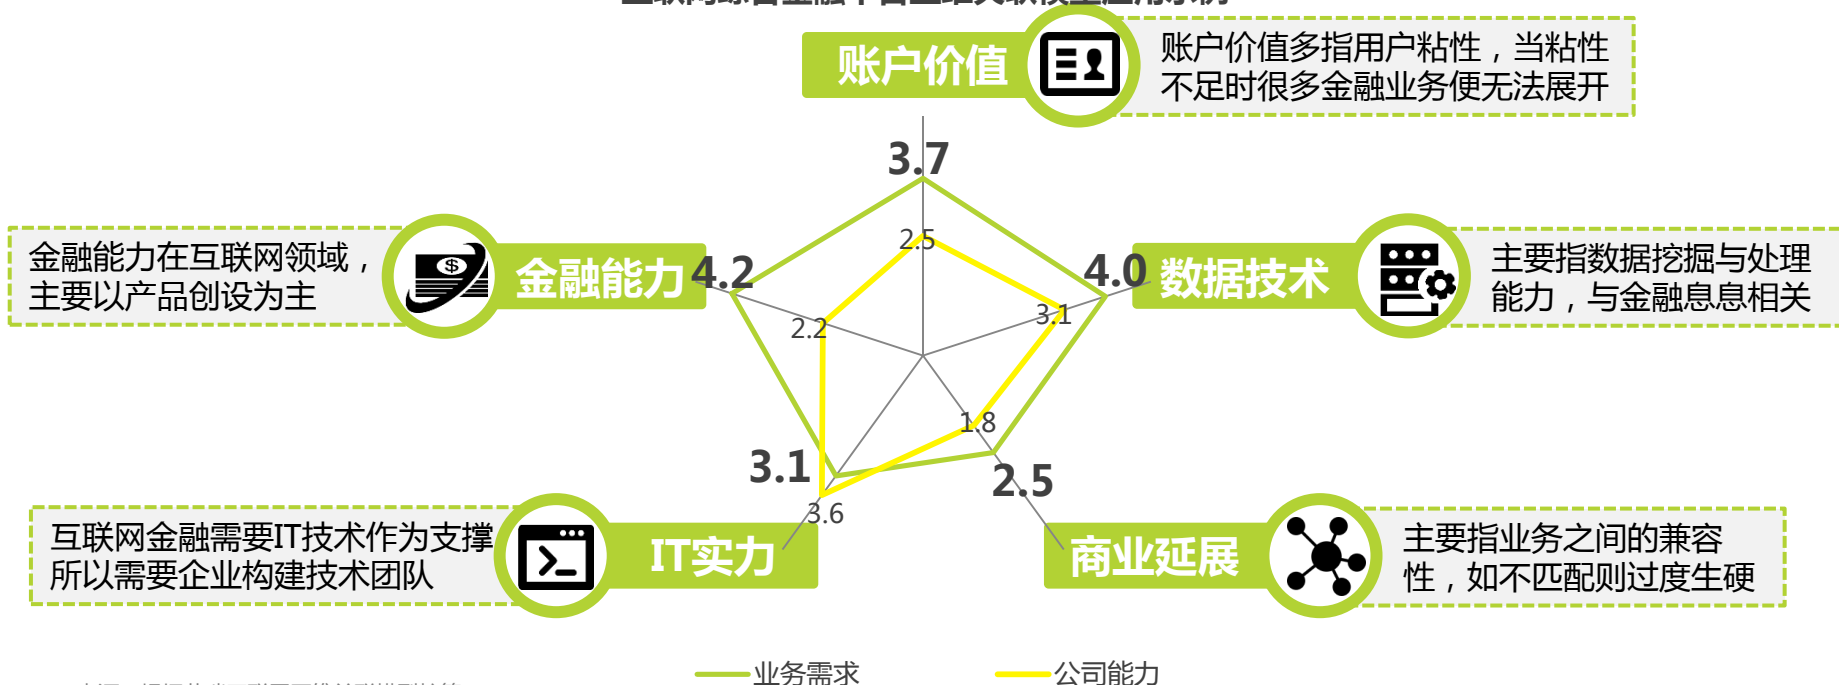 账户价值
账户价值多指用户粘性，当粘性
不足时很多金融业务便无法展开
3.7
2.5
金融能力在互联网领域，
主要以产品创设为主
金融能力
4.2
2.2
4.0
3.1
数据技术
主要指数据挖掘与处理
能力，与金融息息相关
1.8
2.5
3.1
3.6
互联网金融需要IT技术作为支撑
所以需要企业构建技术团队
IT实力
商业延展
主要指业务之间的兼容
性，如不匹配则过度生硬
业务需求
公司能力